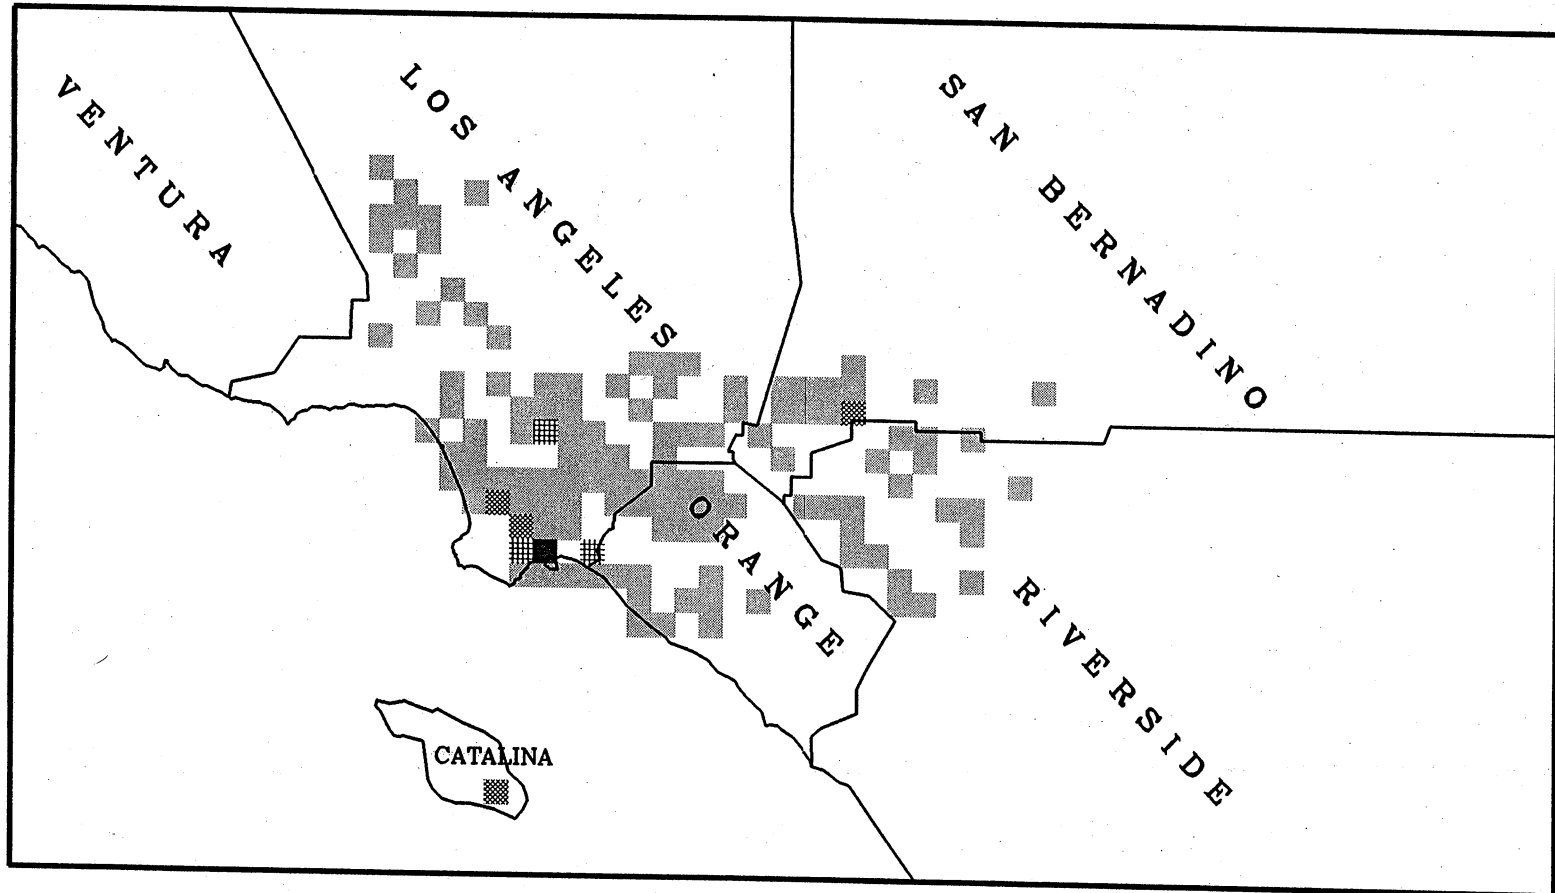 VENTURA
LOS ANGELES
SAN BERNADINO
ORANGE
RIVERSIDE
CATALINA